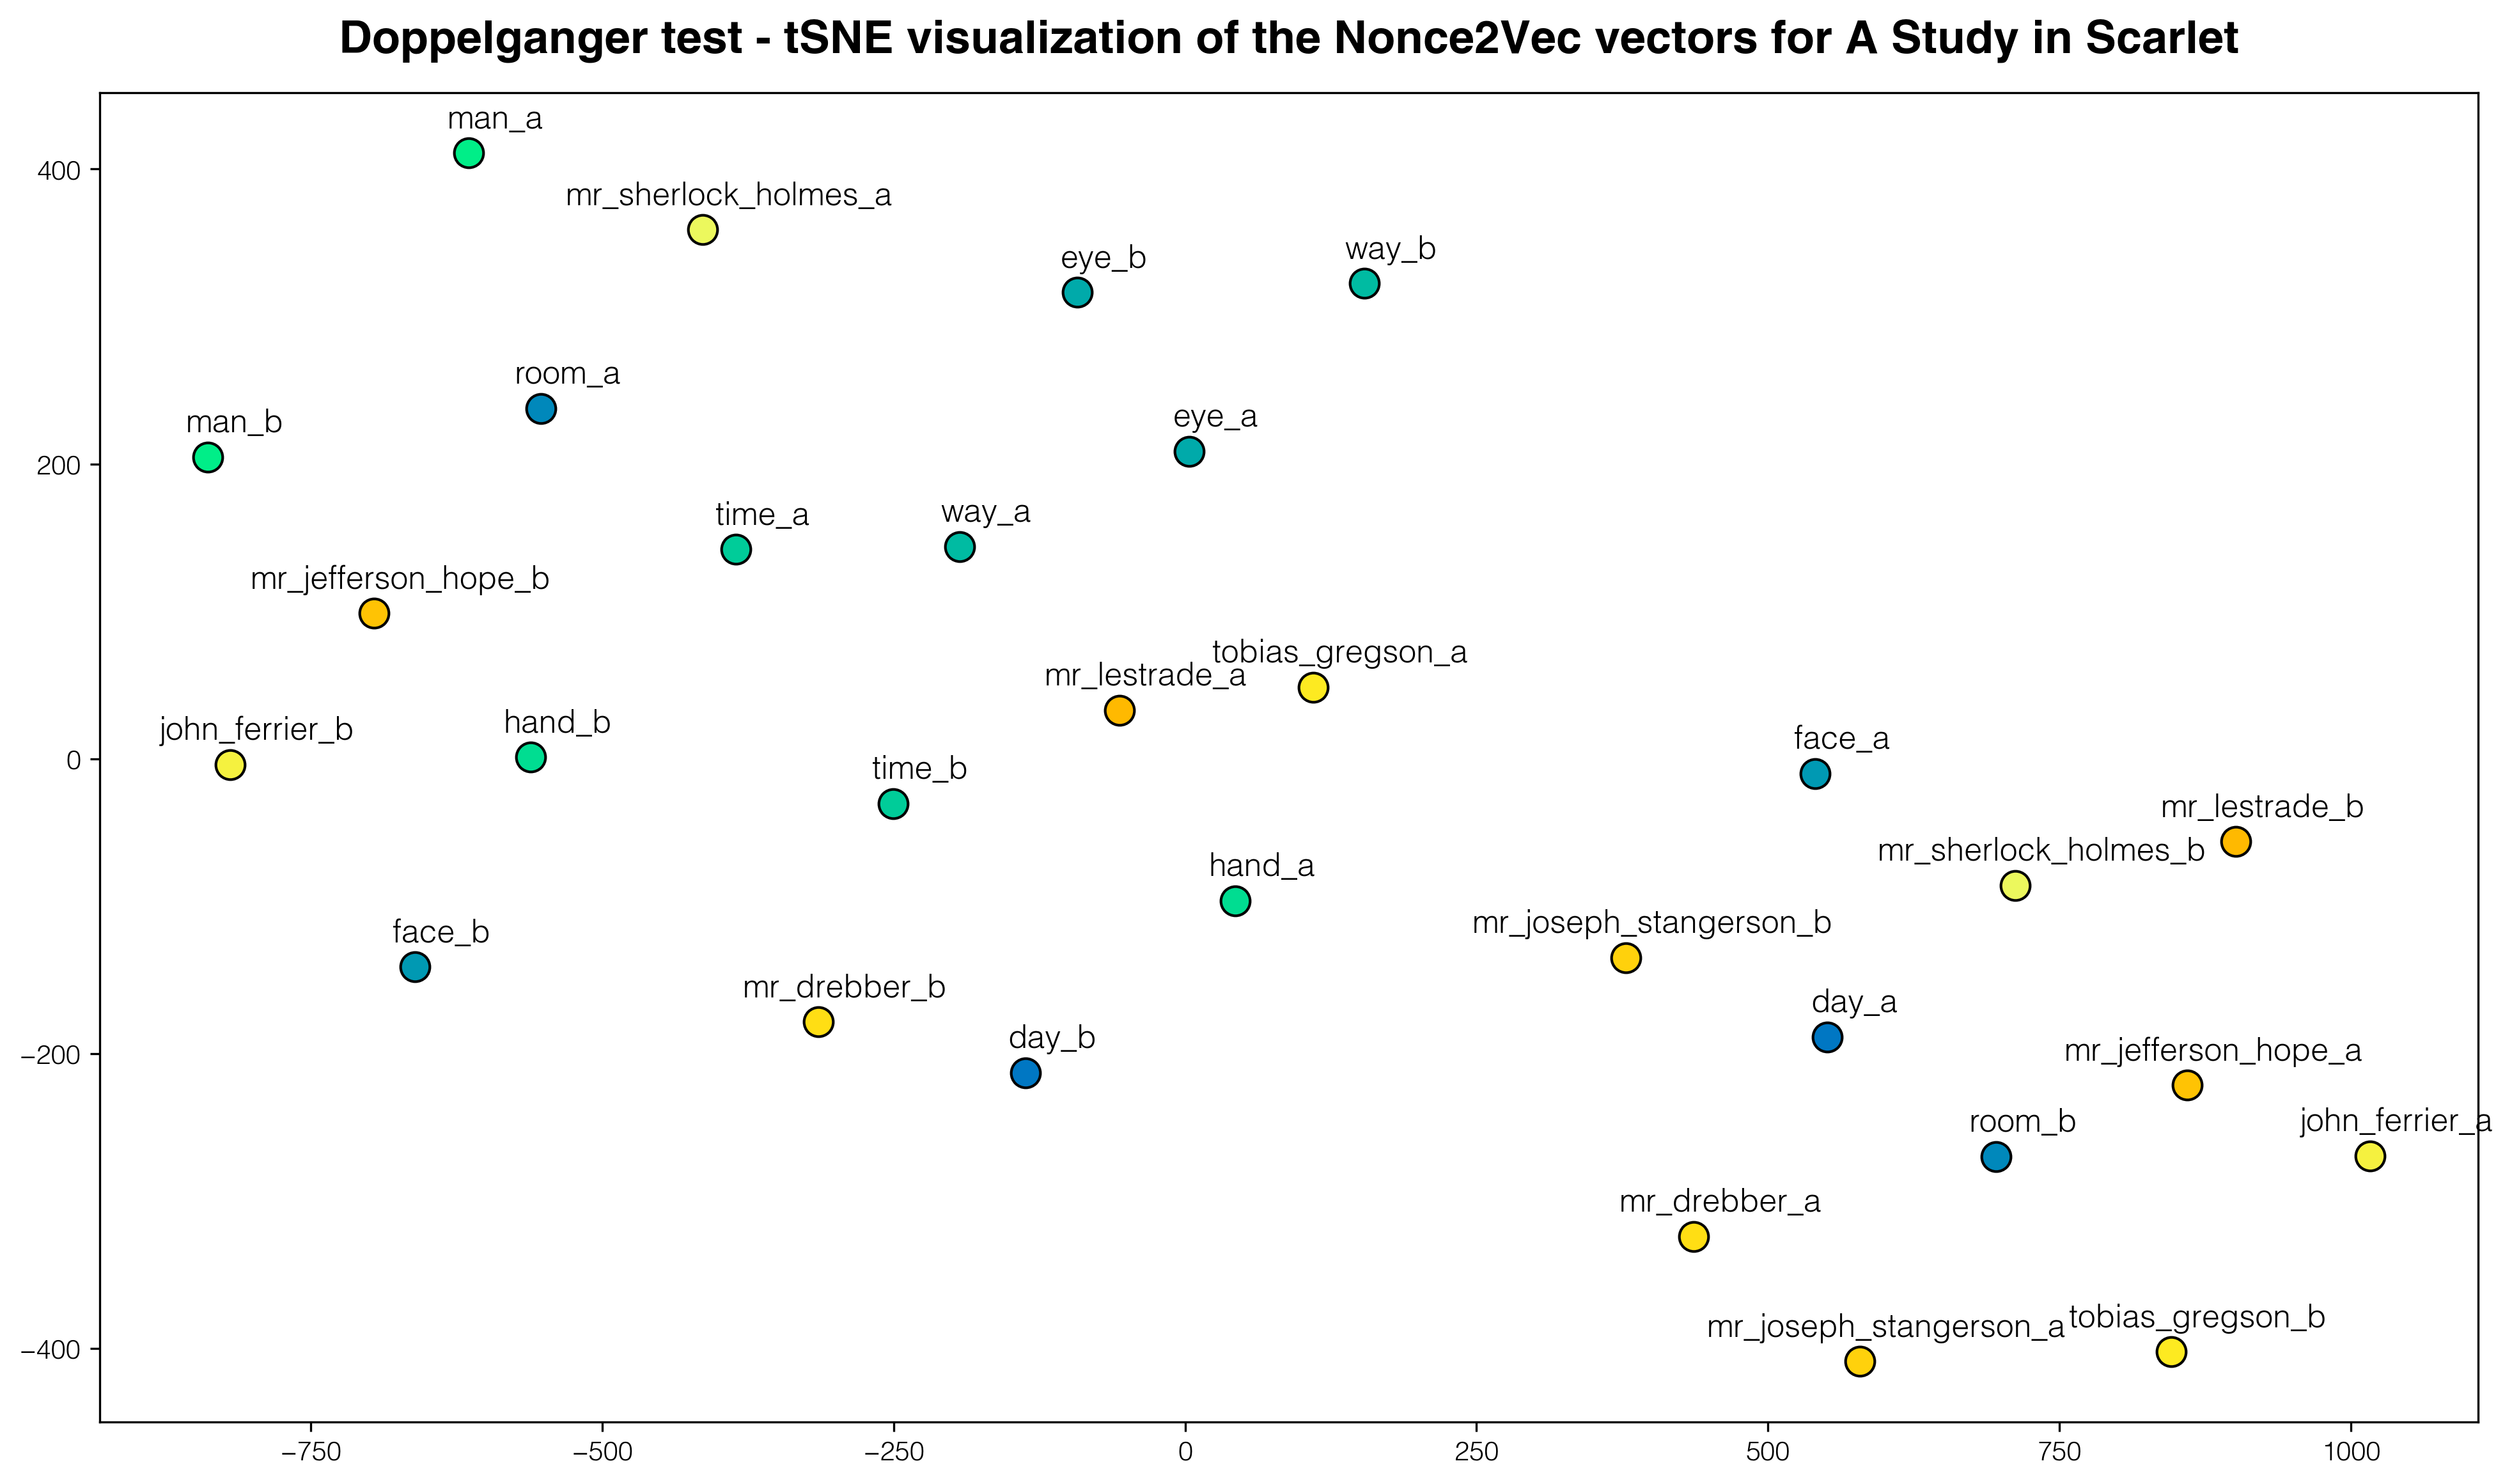 Doppelganger test - tSNE visualization of the Nonce2Vec vectors for A Study in Scarlet
man_a
400
mr_sherlock_holmes_a
way_b
eye_b
room_a
eye_a
man_b
200
way_a
time_a
mr_jefferson_hope_b
tobias_gregson_a
mr_lestrade_a
hand_b
john_ferrier_b
face_a
0
time_b
mr_lestrade_b
mr_sherlock_holmes_b
hand_a
mr_joseph_stangerson_b
face_b
mr_drebber_b
day_a
day_b
−200
mr_jefferson_hope_a
room_b
john_ferrier_a
mr_drebber_a
tobias_gregson_b
mr_joseph_stangerson_a
−400
−750 −500 −250 0 250 500 750 1000